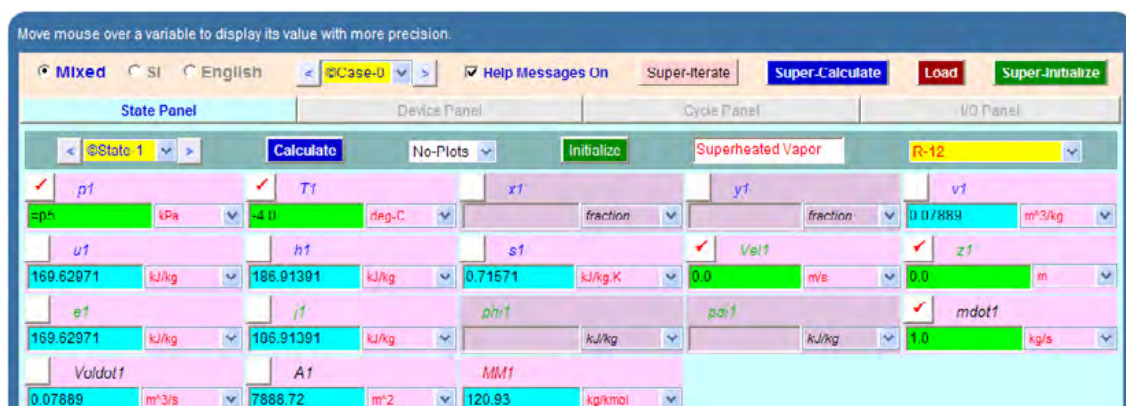 Move mouse over a variable to display its value with more precision.
Mixed SI English < ©Case-0 > Help Messages On Super-Iterate Super-Calculate Load Super-Initialize
State Panel Device Panel Cycle Panel I/O Panel
< ©State-1 > Calculate No-Plots Initialize Superheated Vapor R-12
p1 T1 x1 y1 v1
=p5 kPa -4.0 deg-C fraction fraction 0.07889 m^3/kg
u1 h1 s1 Vel1 z1
169.62971 kJ/kg 186.91391 kJ/kg 0.71571 kJ/kg.K 0.0 m/s 0.0 m
e1 j1 phi1 psi1 mdot1
169.62971 kJ/kg 186.91391 kJ/kg kJ/kg kJ/kg 1.0 kg/s
Voldot1 A1 MM1
0.07889 m^3/s 7888.72 m^2 120.93 kg/kmol